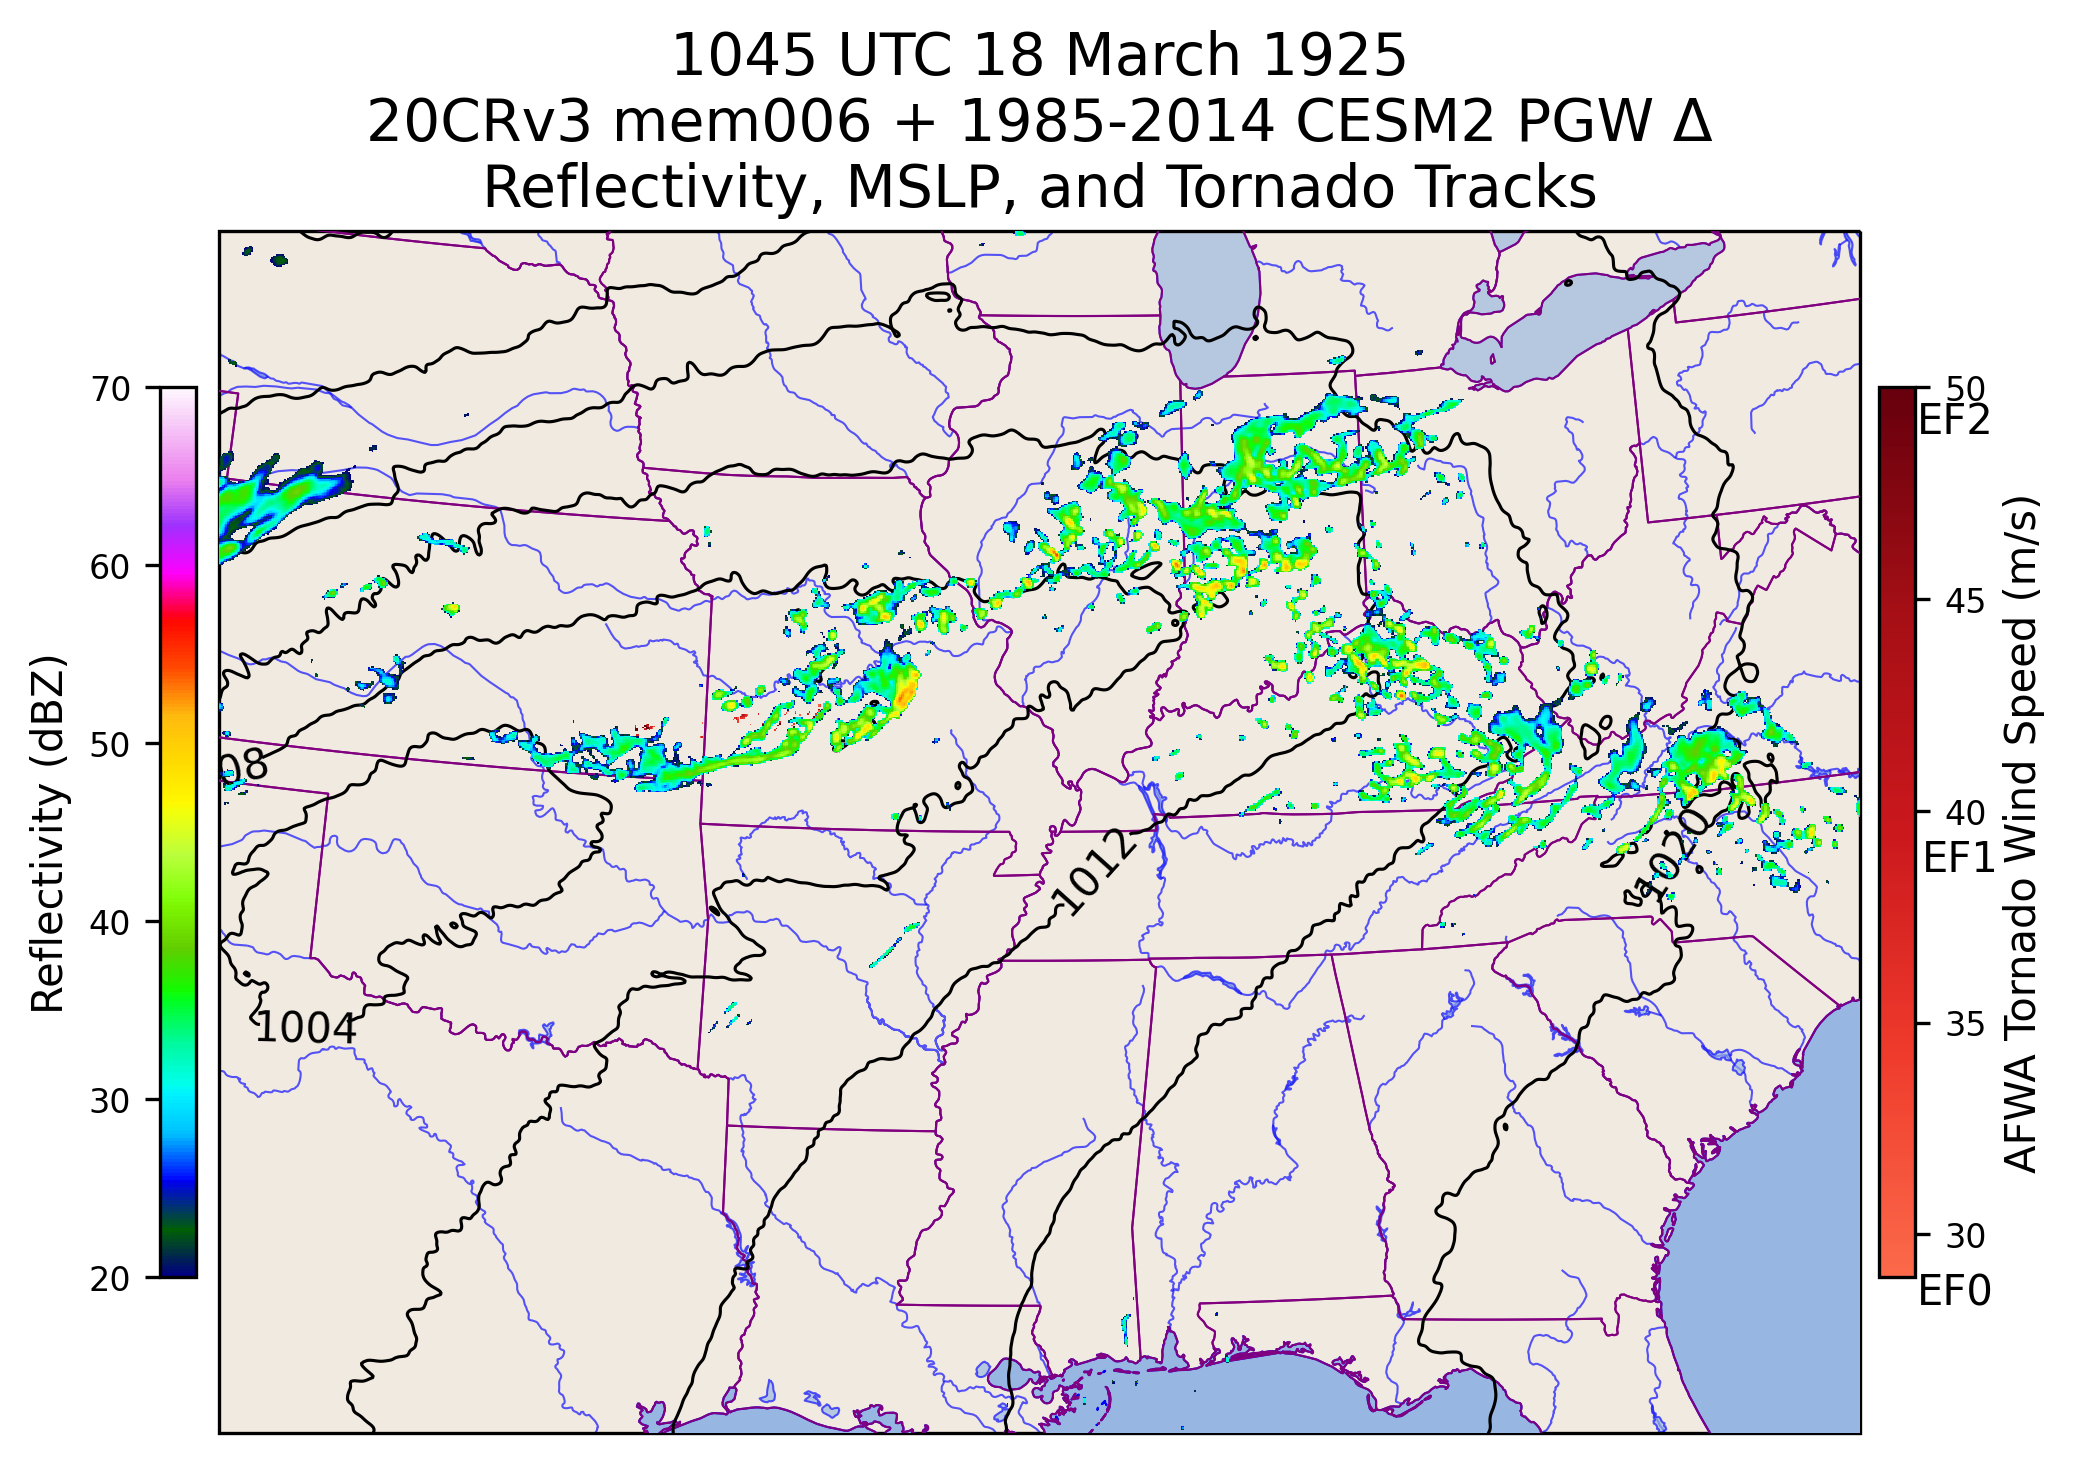 1045 UTC 18 March 1925
20CRv3 mem006 + 1985-2014 CESM2 PGW Δ
Reflectivity, MSLP, and Tornado Tracks
70
60
50
40
30
20
Reflectivity (dBZ)
08
1004
1012
1020
50
EF2
45
40
EF1
35
30
EF0
AFWA Tornado Wind Speed (m/s)